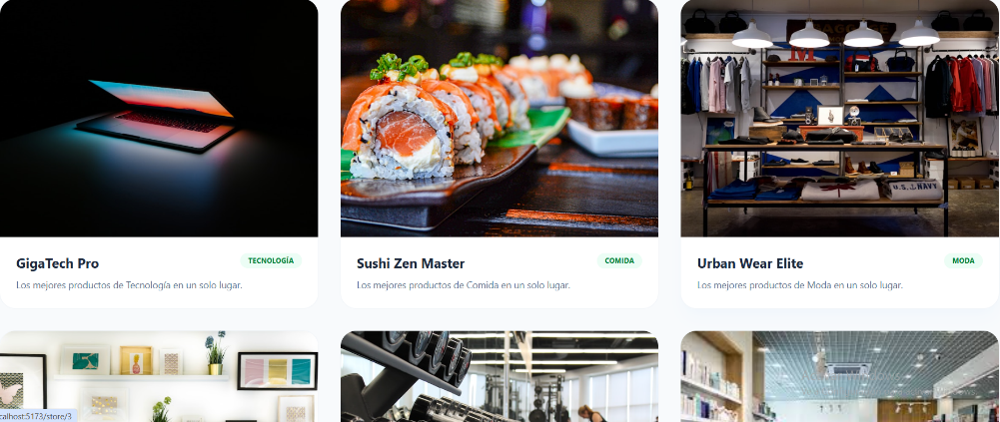 GigaTech Pro
TECNOLOGÍA
Los mejores productos de Tecnología en un solo lugar.
Sushi Zen Master
COMIDA
Los mejores productos de Comida en un solo lugar.
Urban Wear Elite
MODA
Los mejores productos de Moda en un solo lugar.
U.S. NAVY
calhost:5173/store/3